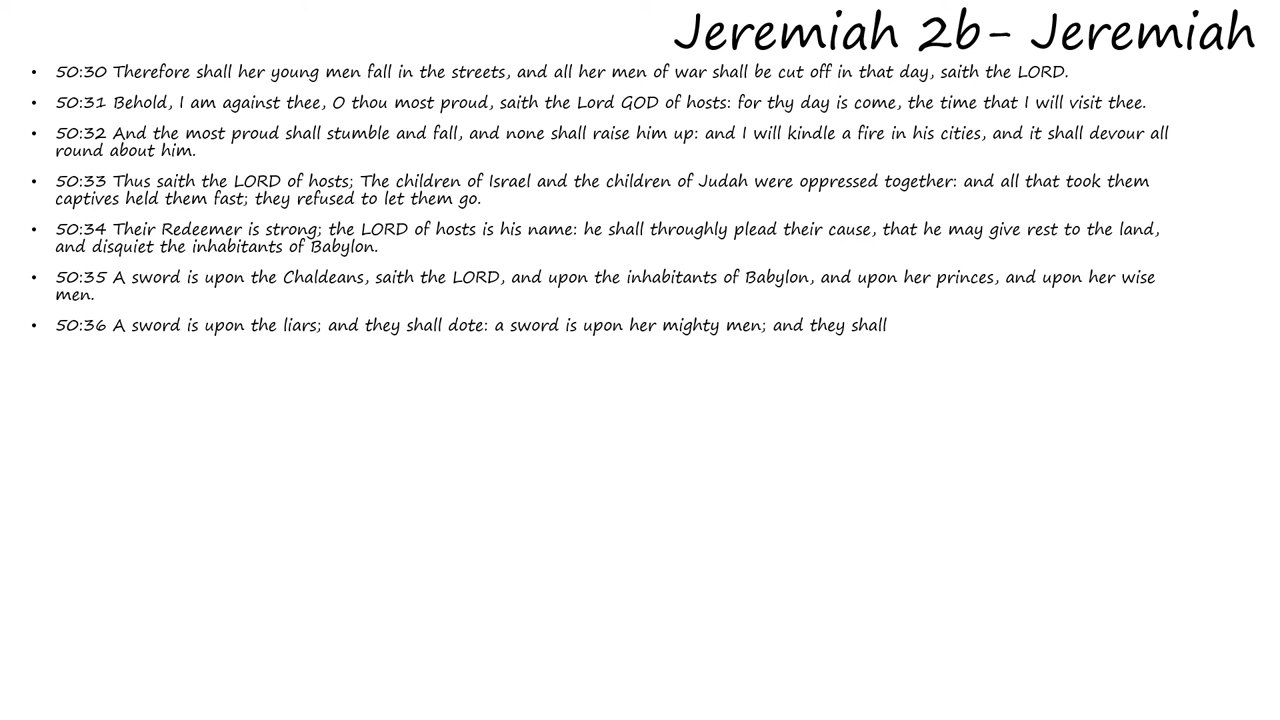 Jeremiah 2b- Jeremiah
• 50:30 Therefore shall her young men fall in the streets, and all her men of war shall be cut off in that day, saith the LORD.
• 50:31 Behold, I am against thee, O thou most proud, saith the Lord GOD of hosts: for thy day is come, the time that I will visit thee.
• 50:32 And the most proud shall stumble and fall, and none shall raise him up: and I will kindle a fire in his cities, and it shall devour all
round about him.
• 50:33 Thus saith the LORD of hosts; The children of Israel and the children of Judah were oppressed together: and all that took them
captives held them fast; they refused to let them go.
• 50:34 Their Redeemer is strong; the LORD of hosts is his name: he shall throughly plead their cause, that he may give rest to the land,
and disquiet the inhabitants of Babylon.
• 50:35 A sword is upon the Chaldeans, saith the LORD, and upon the inhabitants of Babylon, and upon her princes, and upon her wise
men.
• 50:36 A sword is upon the liars; and they shall dote: a sword is upon her mighty men; and they shall